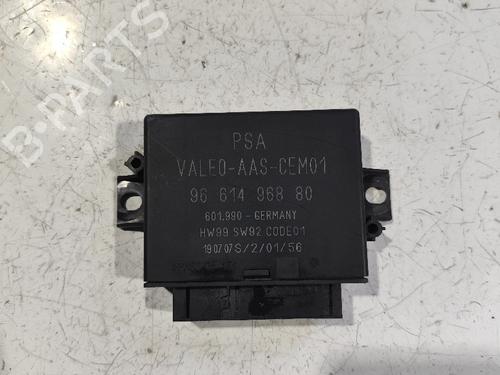 PSA
VALEO-AAS-CEM01
96 614 968 80
601.990 - GERMANY
HW99 SW92 CODE01
190707S/2/01/56
B-PARTS